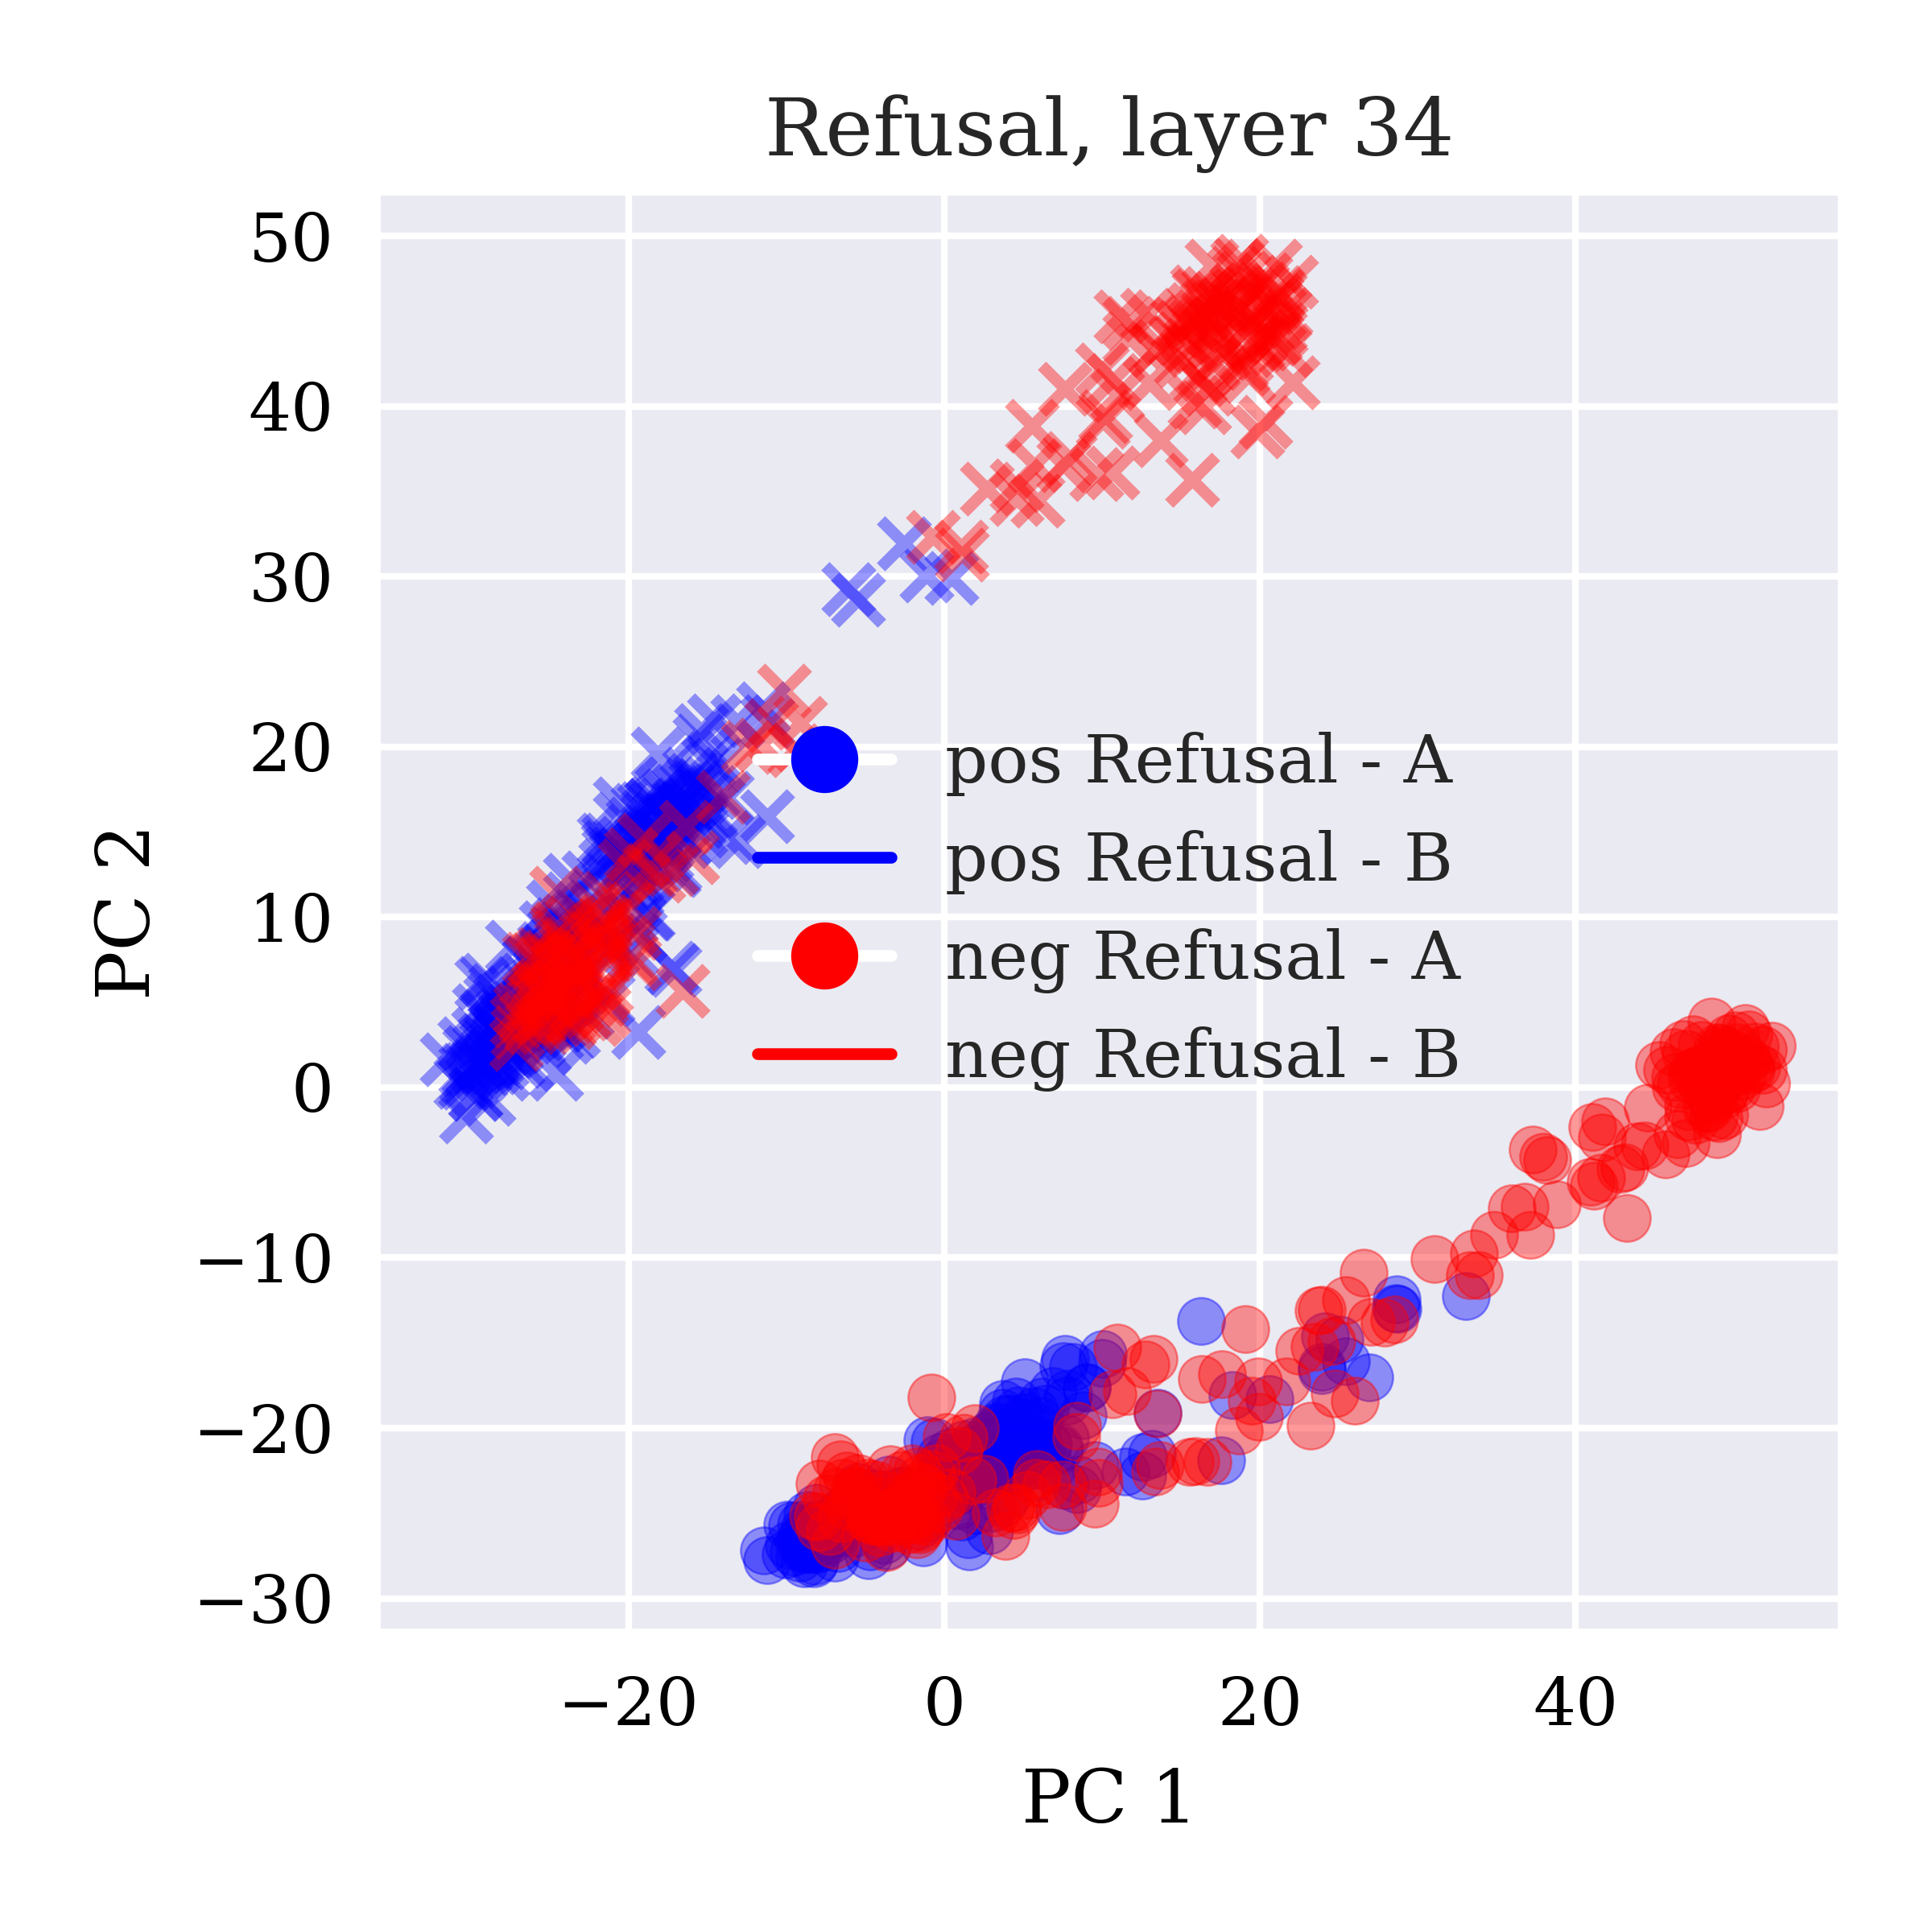 Refusal, layer 34
50
40
30
20
10
0
−10
−20
−30
PC 2
pos Refusal - A
pos Refusal - B
neg Refusal - A
neg Refusal - B
−20 0 20 40
PC 1